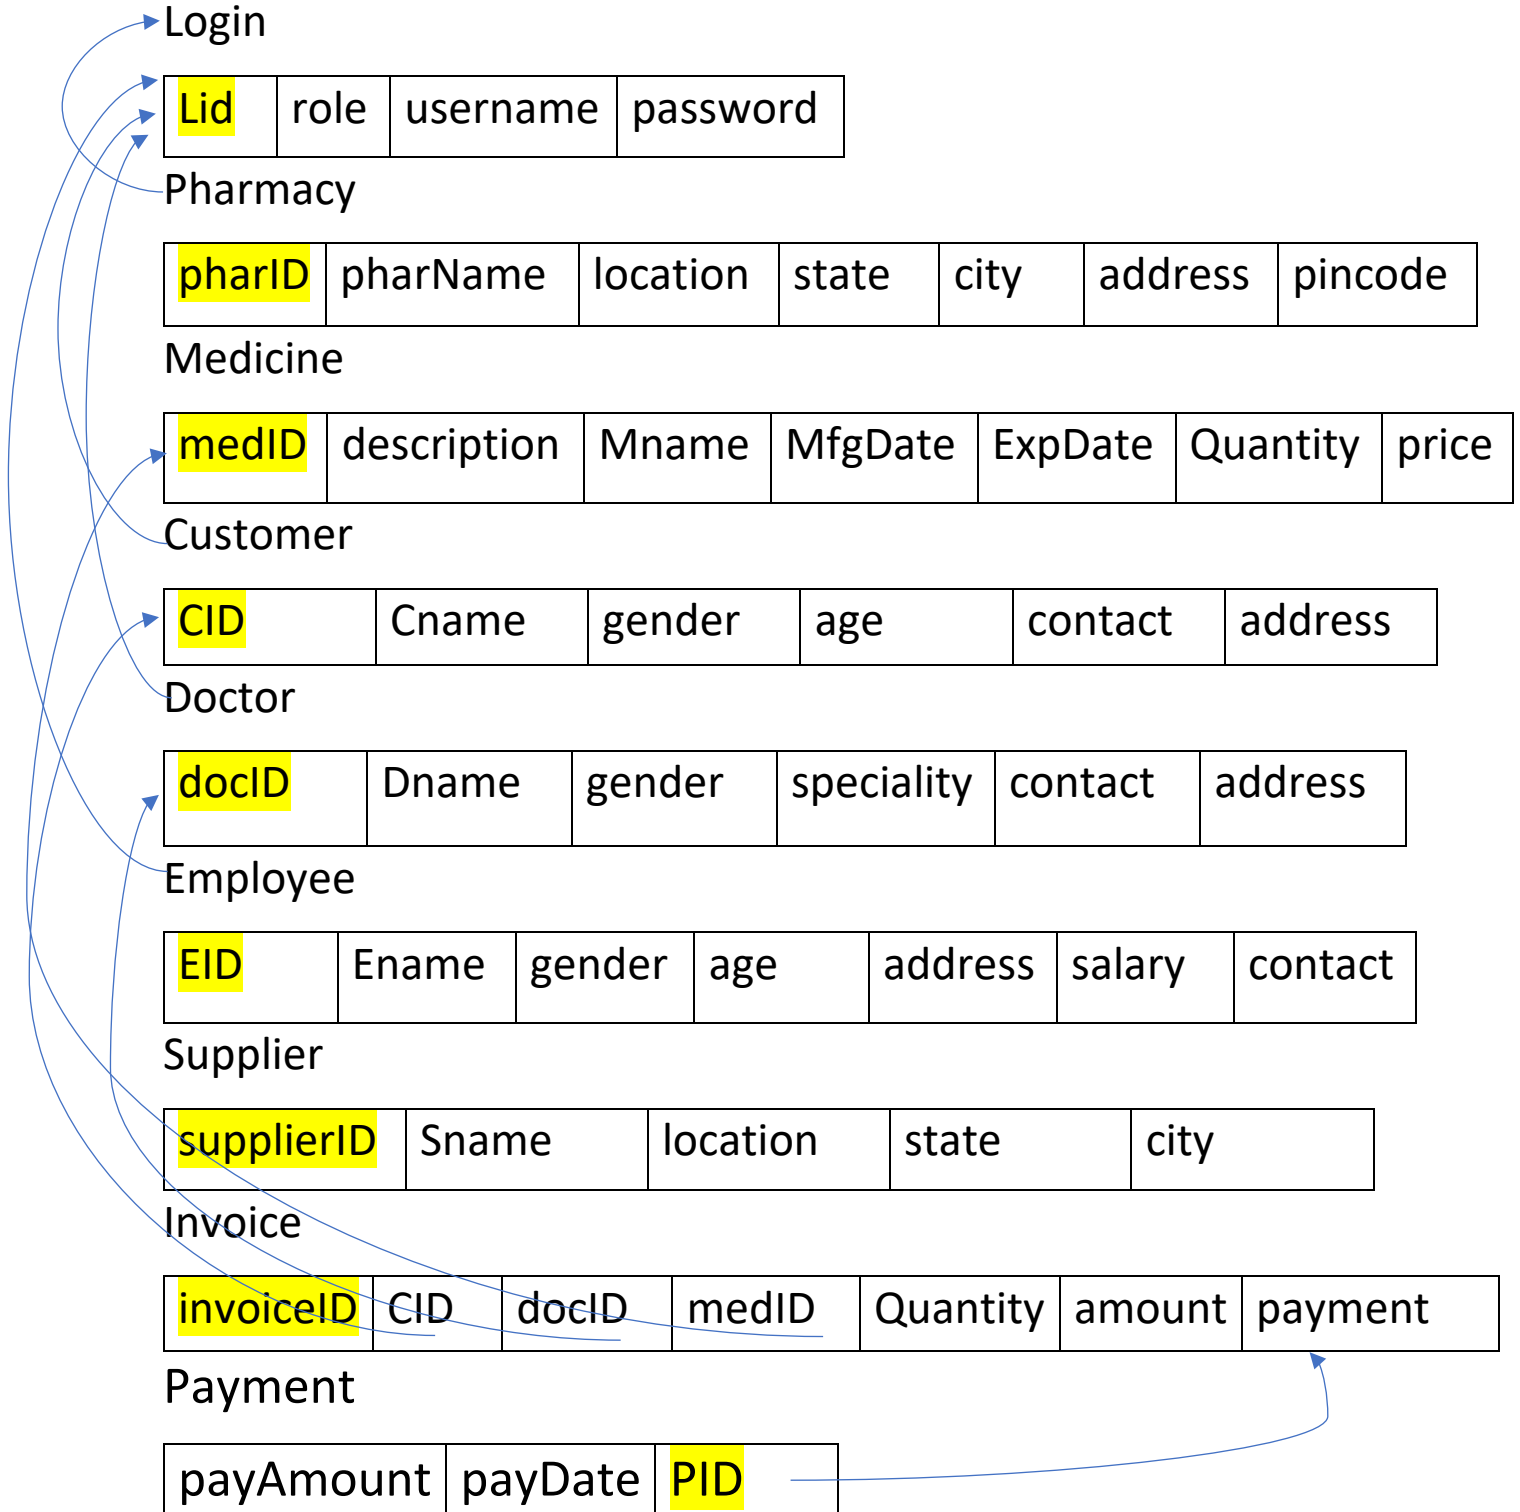 Login
Lid role username password
Pharmacy
pharID pharName location state city address pincode
Medicine
medID description Mname MfgDate ExpDate Quantity price
Customer
CID Cname gender age contact address
Doctor
docID Dname gender speciality contact address
Employee
EID Ename gender age address salary contact
Supplier
supplierID Sname location state city
Invoice
invoiceID CID docID medID Quantity amount payment
Payment
payAmount payDate PID